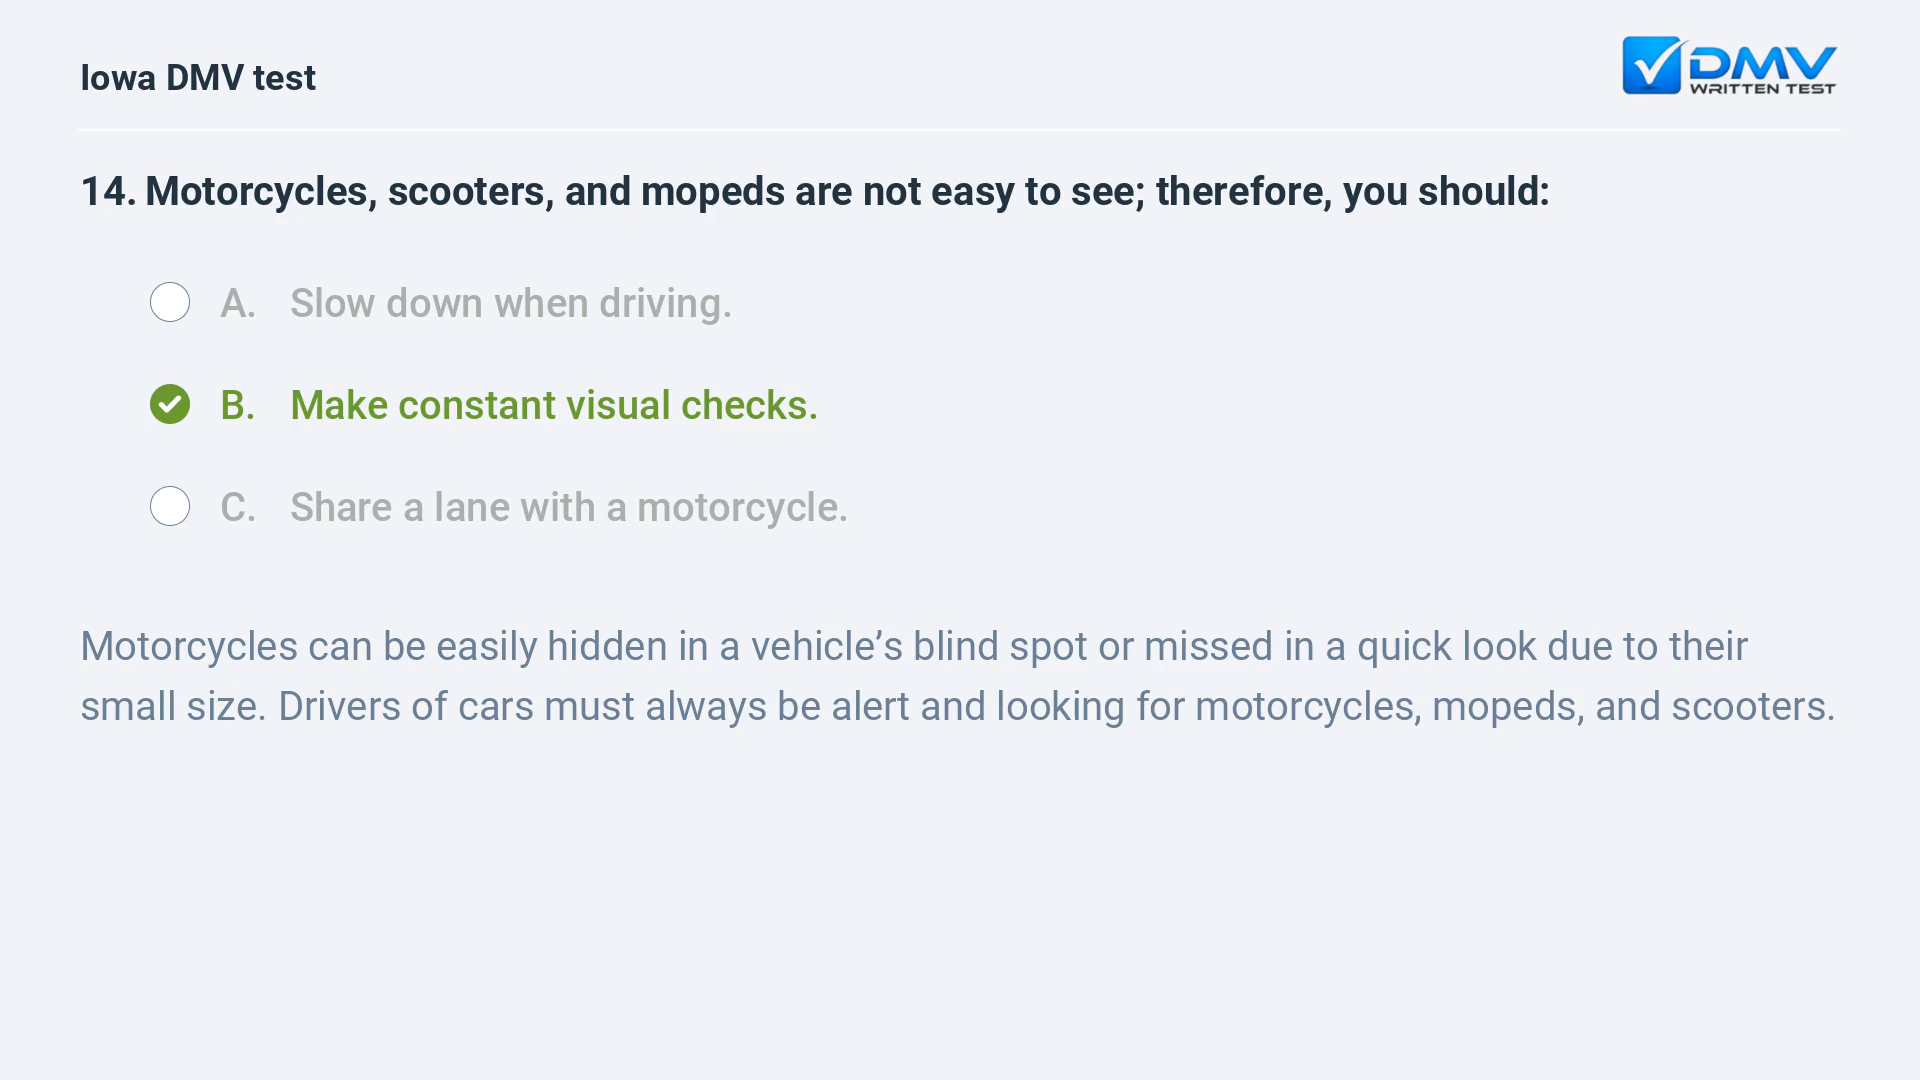 Iowa DMV test
DMV
WRITTEN TEST
14. Motorcycles, scooters, and mopeds are not easy to see; therefore, you should:
A. Slow down when driving.
B. Make constant visual checks.
C. Share a lane with a motorcycle.
Motorcycles can be easily hidden in a vehicle’s blind spot or missed in a quick look due to their
small size. Drivers of cars must always be alert and looking for motorcycles, mopeds, and scooters.